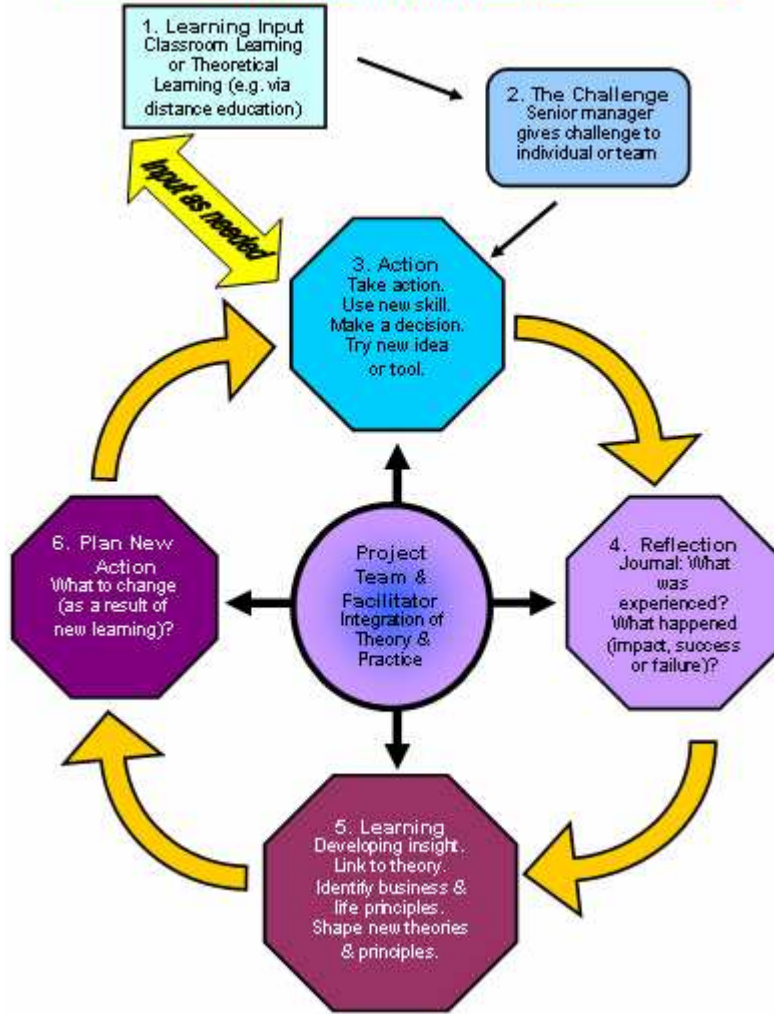 1. Learning Input
Classroom Learning
or Theoretical
Learning (e.g. via
distance education)
2. The Challenge
Senior manager
gives challenge to
individual or team
Input as needed
3. Action
Take action.
Use new skill.
Make a decision.
Try new idea
or tool.
4. Reflection
Journal: What
was
experienced?
What happened
(impact, success
or failure)?
5. Learning
Developing insight.
Link to theory.
Identify business &
life principles.
Shape new theories
& principles.
6. Plan New
Action
What to change
(as a result of
new learning)?
Project
Team &
Facilitator
Integration of
Theory &
Practice